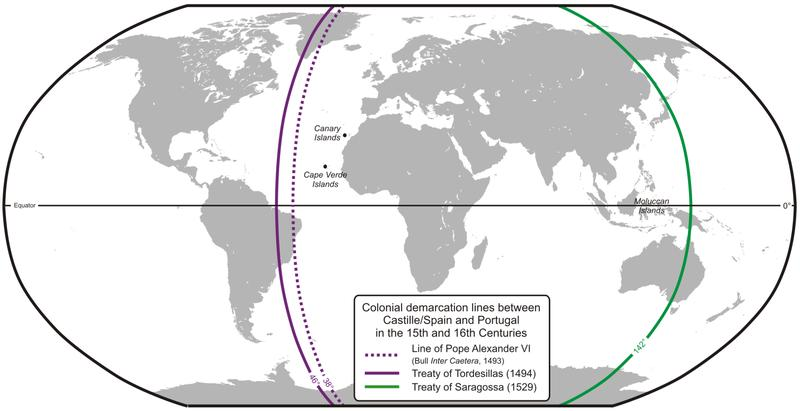 Canary
Islands
Cape Verde
Islands
Moluccan
Islands
Equator
0°
Colonial demarcation lines between
Castille/Spain and Portugal
in the 15th and 16th Centuries
Line of Pope Alexander VI
(Bull Inter Caetera, 1493)
Treaty of Tordesillas (1494)
Treaty of Saragossa (1529)
142°
46°
38°